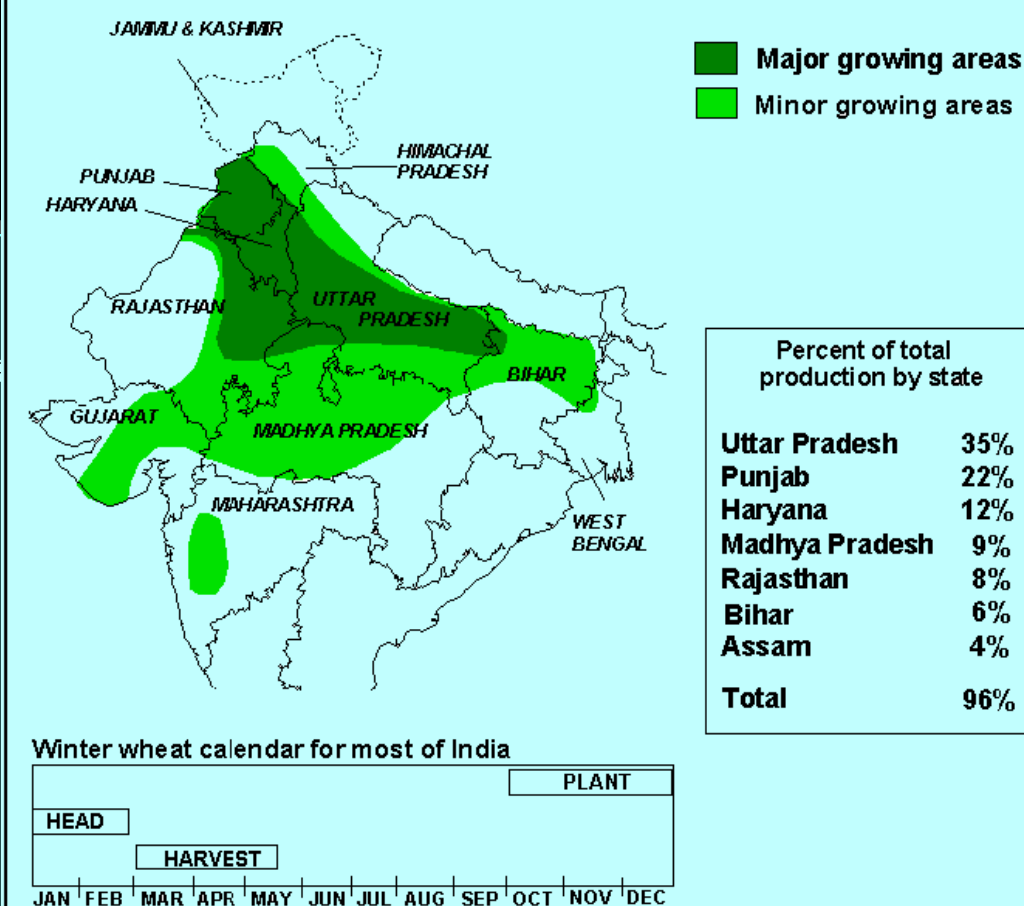 JAMMU & KASHMIR
Major growing areas
Minor growing areas
HIMACHAL
PRADESH
PUNJAB
HARYANA
RAJASTHAN
UTTAR
PRADESH
BIHAR
GUJARAT
MADHYA PRADESH
MAHARASHTRA
WEST
BENGAL
Percent of total
production by state
Uttar Pradesh 35%
Punjab 22%
Haryana 12%
Madhya Pradesh 9%
Rajasthan 8%
Bihar 6%
Assam 4%
Total 96%
Winter wheat calendar for most of India
PLANT
HEAD
HARVEST
JAN FEB MAR APR MAY JUN JUL AUG SEP OCT NOV DEC